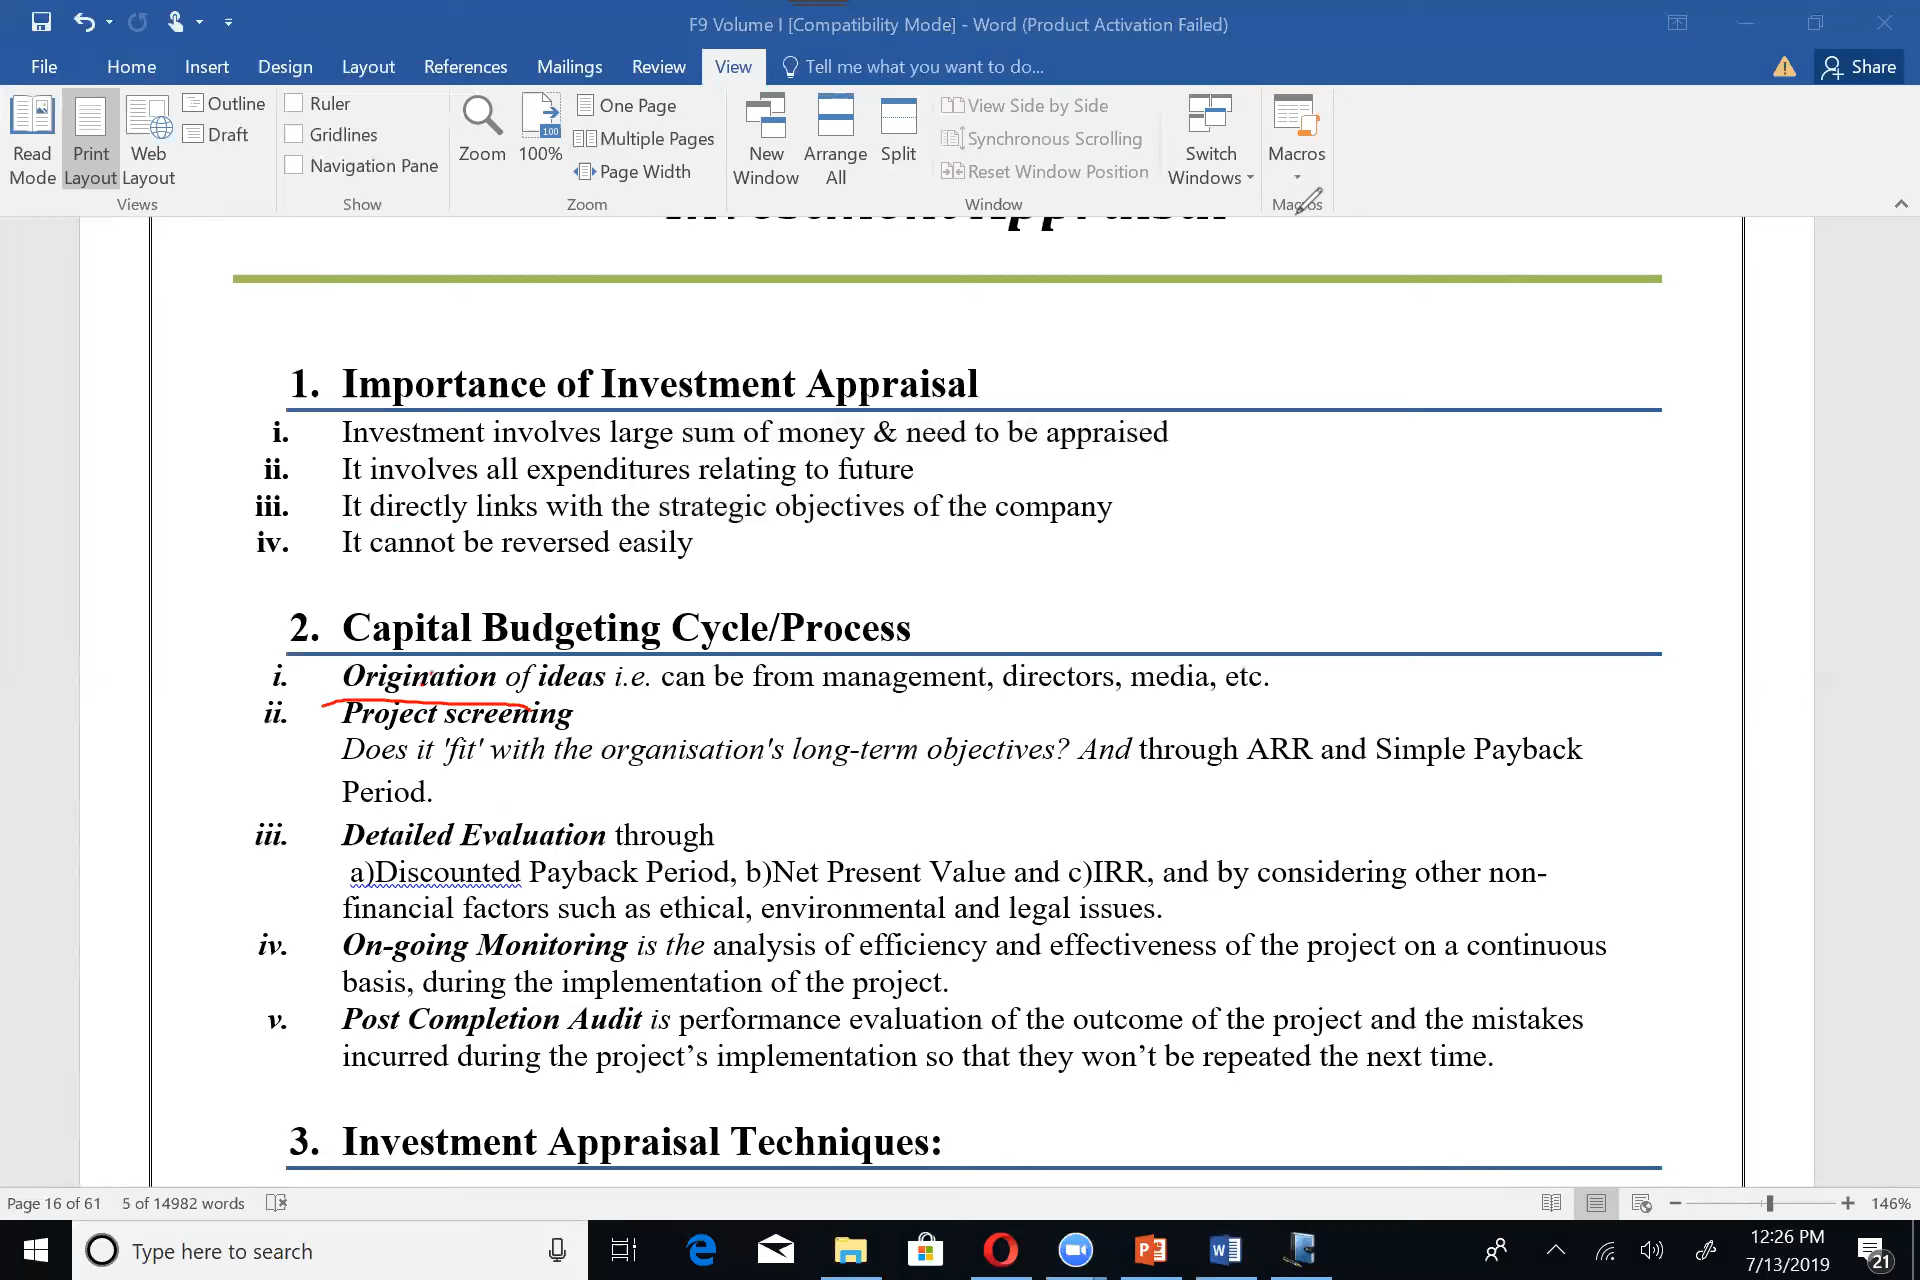 F9 Volume I [Compatibility Mode] - Word (Product Activation Failed)
File Home Insert Design Layout References Mailings Review View Tell me what you want to do... Share
Read Mode
Print Layout
Web Layout
Outline
Draft
Views
Ruler
Gridlines
Navigation Pane
Show
Zoom
100
100%
One Page
Multiple Pages
Page Width
Zoom
New Window
Arrange All
Split
View Side by Side
Synchronous Scrolling
Reset Window Position
Window
Switch Windows
Macros
Macros
Investment Appraisal
1. Importance of Investment Appraisal
i. Investment involves large sum of money & need to be appraised
ii. It involves all expenditures relating to future
iii. It directly links with the strategic objectives of the company
iv. It cannot be reversed easily
2. Capital Budgeting Cycle/Process
i. Origination of ideas i.e. can be from management, directors, media, etc.
ii. Project screening
Does it 'fit' with the organisation's long-term objectives? And through ARR and Simple Payback
Period.
iii. Detailed Evaluation through
a)Discounted Payback Period, b)Net Present Value and c)IRR, and by considering other non-
financial factors such as ethical, environmental and legal issues.
iv. On-going Monitoring is the analysis of efficiency and effectiveness of the project on a continuous
basis, during the implementation of the project.
v. Post Completion Audit is performance evaluation of the outcome of the project and the mistakes
incurred during the project’s implementation so that they won’t be repeated the next time.
3. Investment Appraisal Techniques:
Page 16 of 61 5 of 14982 words 146%
Type here to search
12:26 PM
7/13/2019
21